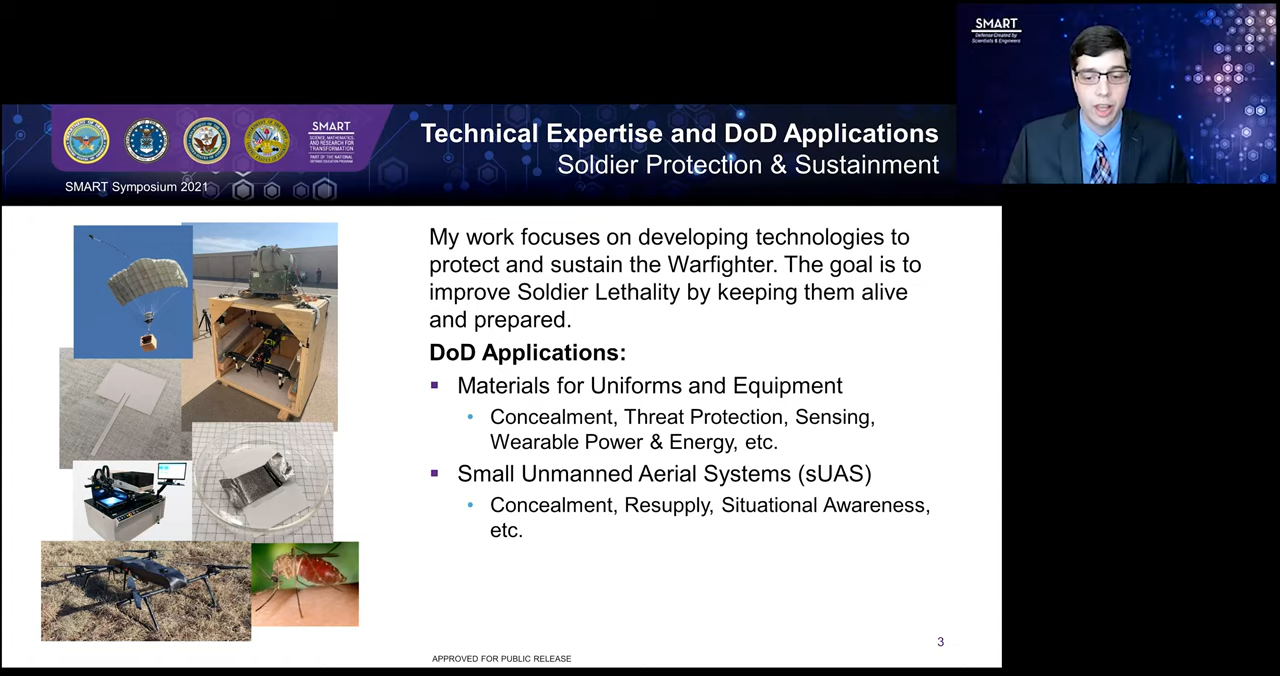 SMART
Defense Created by
Scientists & Engineers
SMART
SCIENCE, MATHEMATICS,
AND RESEARCH FOR
TRANSFORMATION
PART OF THE NATIONAL
DEFENSE EDUCATION PROGRAM
SMART Symposium 2021
Technical Expertise and DoD Applications
Soldier Protection & Sustainment
My work focuses on developing technologies to
protect and sustain the Warfighter. The goal is to
improve Soldier Lethality by keeping them alive
and prepared.
DoD Applications:
Materials for Uniforms and Equipment
Concealment, Threat Protection, Sensing,
Wearable Power & Energy, etc.
Small Unmanned Aerial Systems (sUAS)
Concealment, Resupply, Situational Awareness,
etc.
3
APPROVED FOR PUBLIC RELEASE